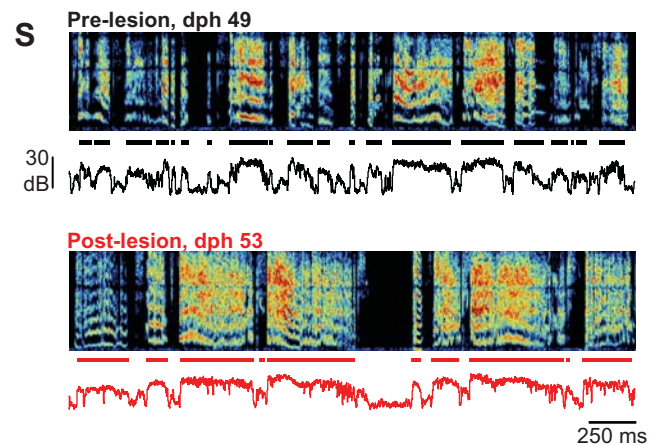 S
Pre-lesion, dph 49
30
dB
Post-lesion, dph 53
250 ms